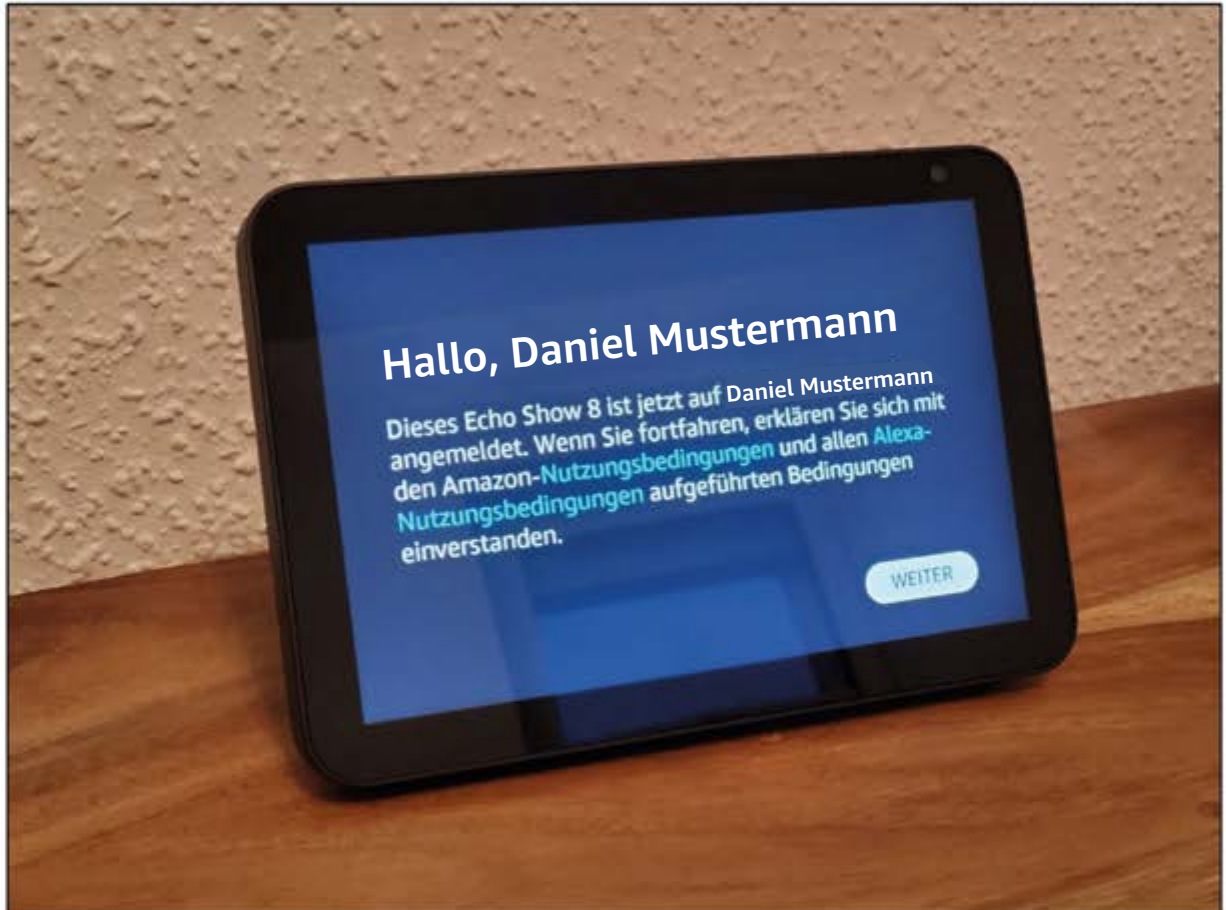 Hallo, Daniel Mustermann
Dieses Echo Show 8 ist jetzt auf Daniel Mustermann
angemeldet. Wenn Sie fortfahren, erklären Sie sich mit
den Amazon-Nutzungsbedingungen und allen Alexa-
Nutzungsbedingungen aufgeführten Bedingungen
einverstanden.
WEITER